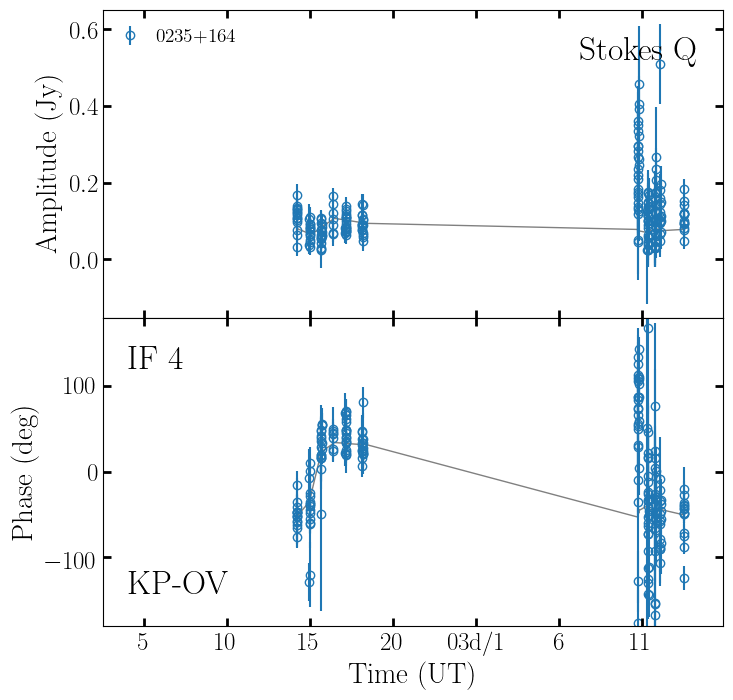 0235+164
Stokes Q
0.6
0.4
0.2
0.0
Amplitude (Jy)
IF 4
KP-OV
100
0
−100
Phase (deg)
5 10 15 20 03d/1 6 11
Time (UT)